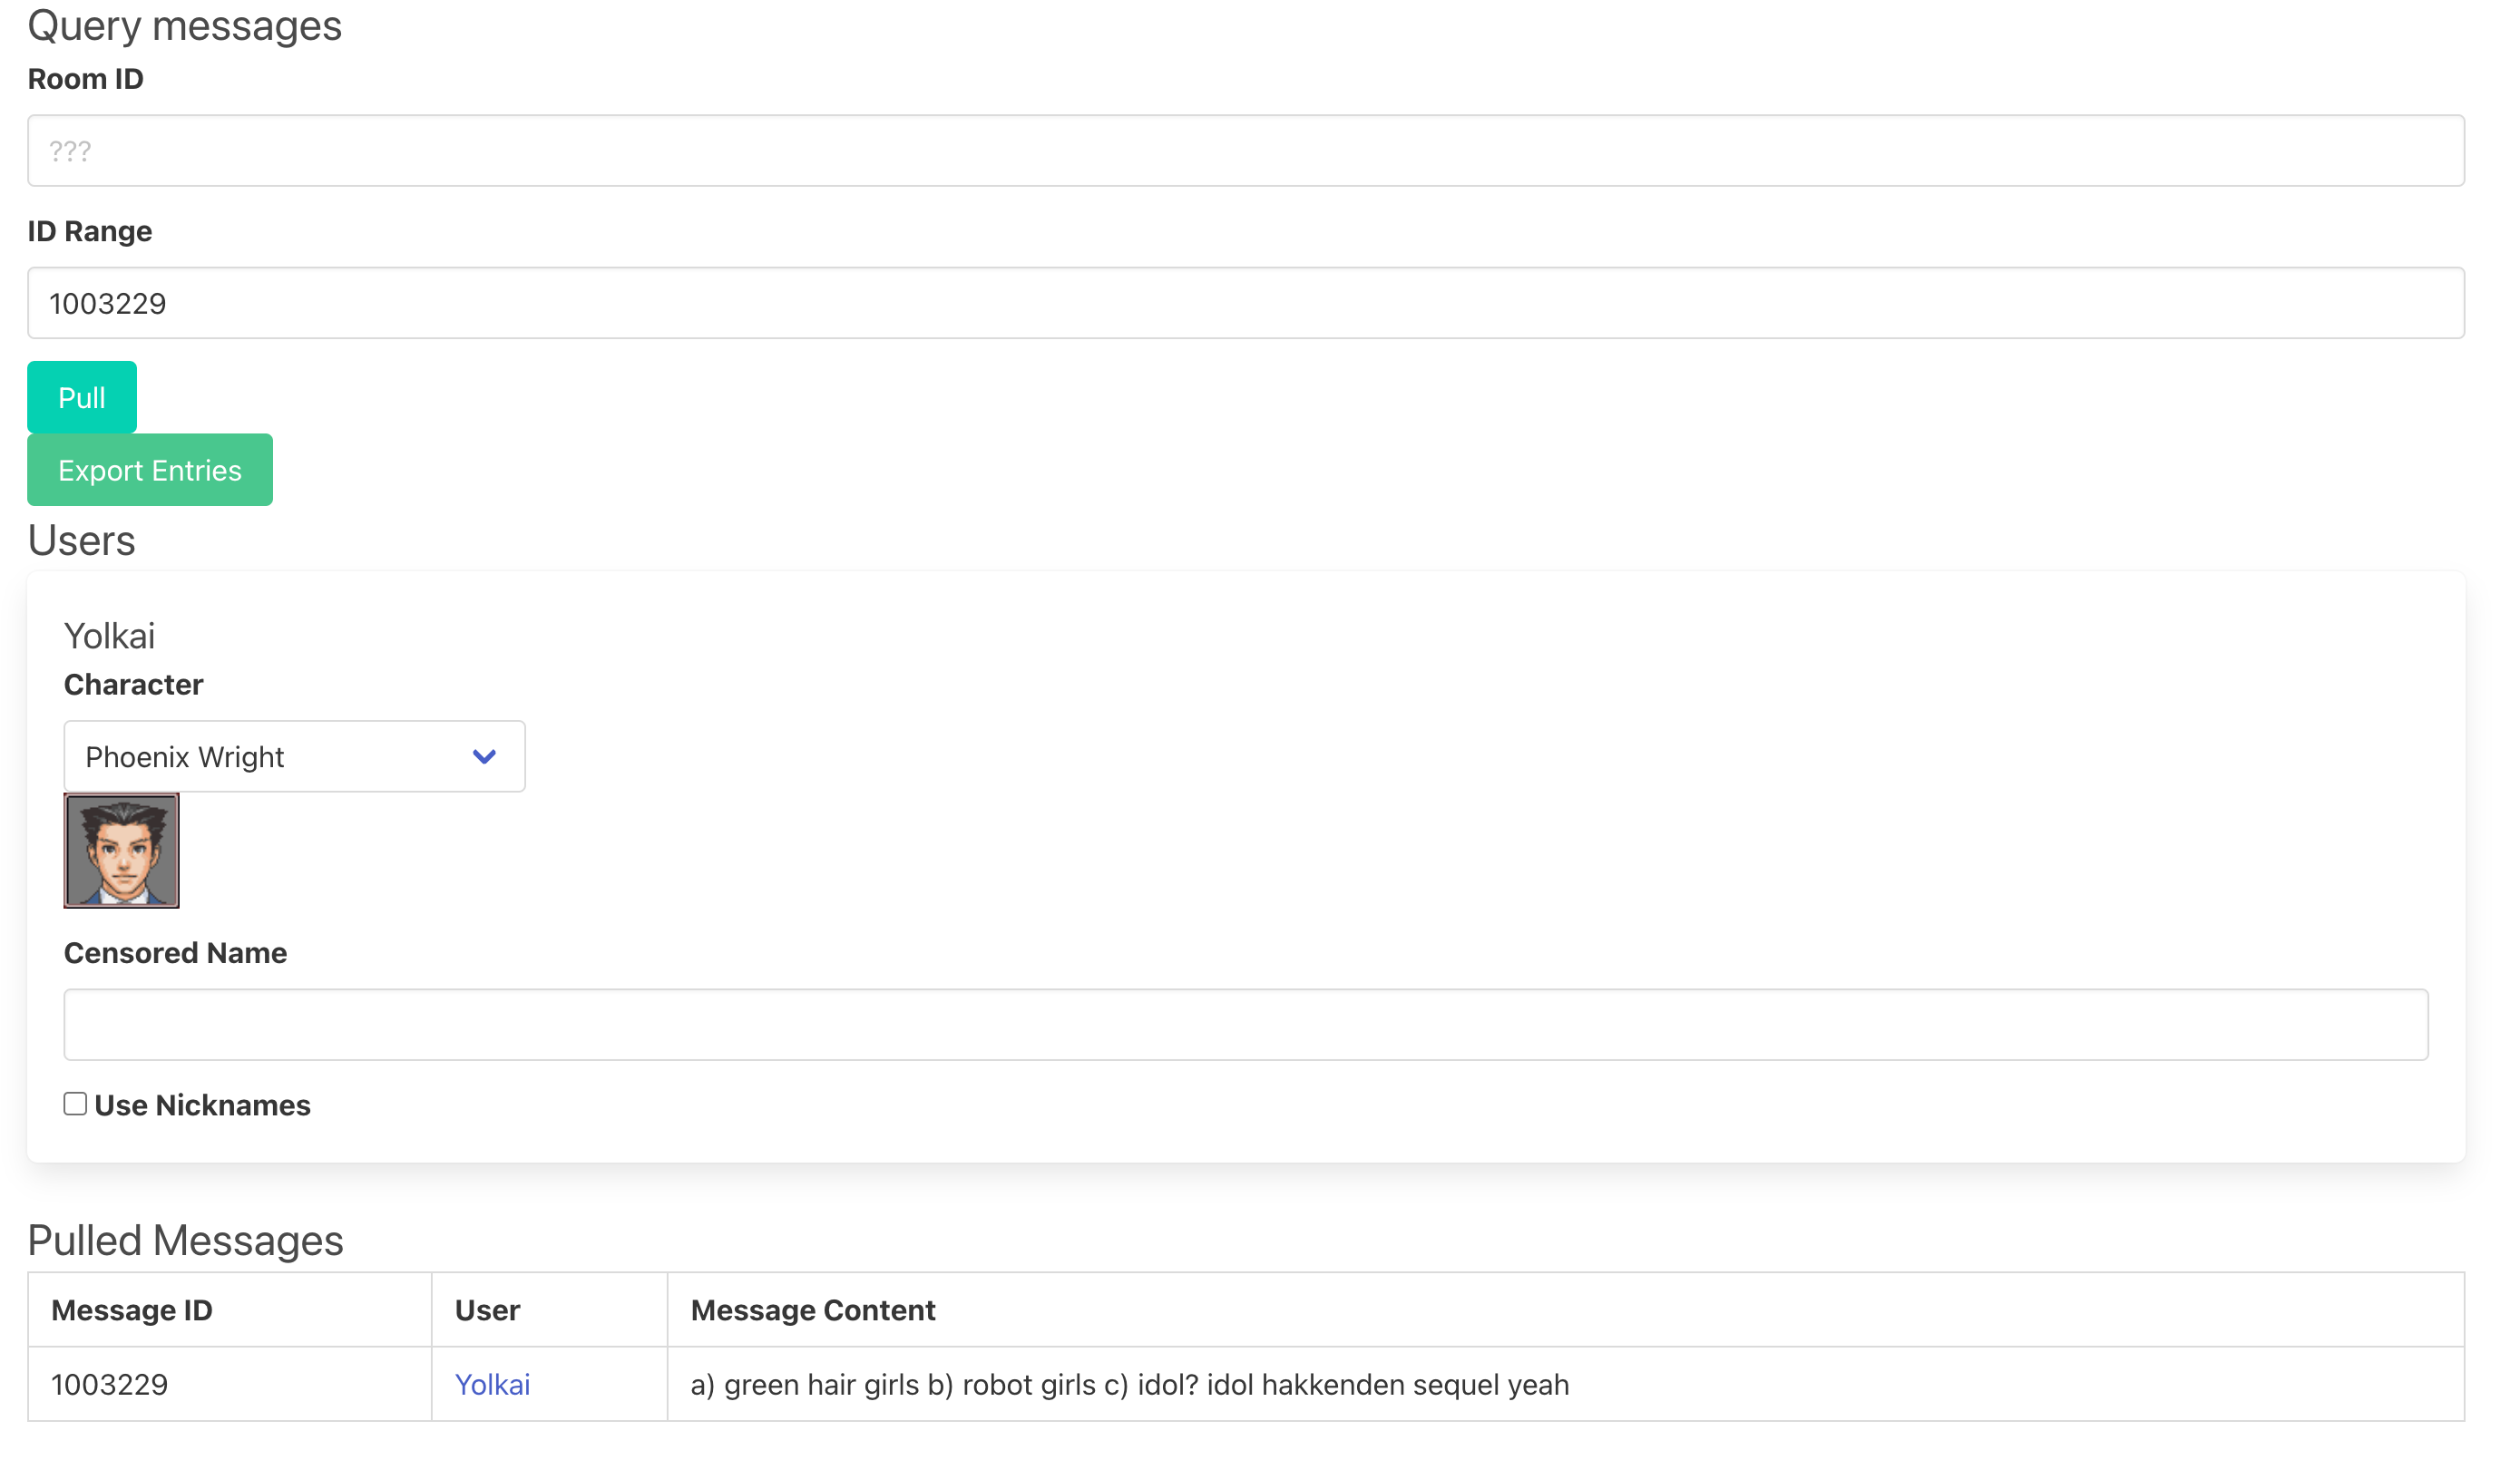 Query messages
Room ID
???
ID Range
1003229
Pull
Export Entries
Users
Yolkai
Character
Phoenix Wright
Censored Name
Use Nicknames
Pulled Messages
Message ID User Message Content
1003229 Yolkai a) green hair girls b) robot girls c) idol? idol hakkenden sequel yeah